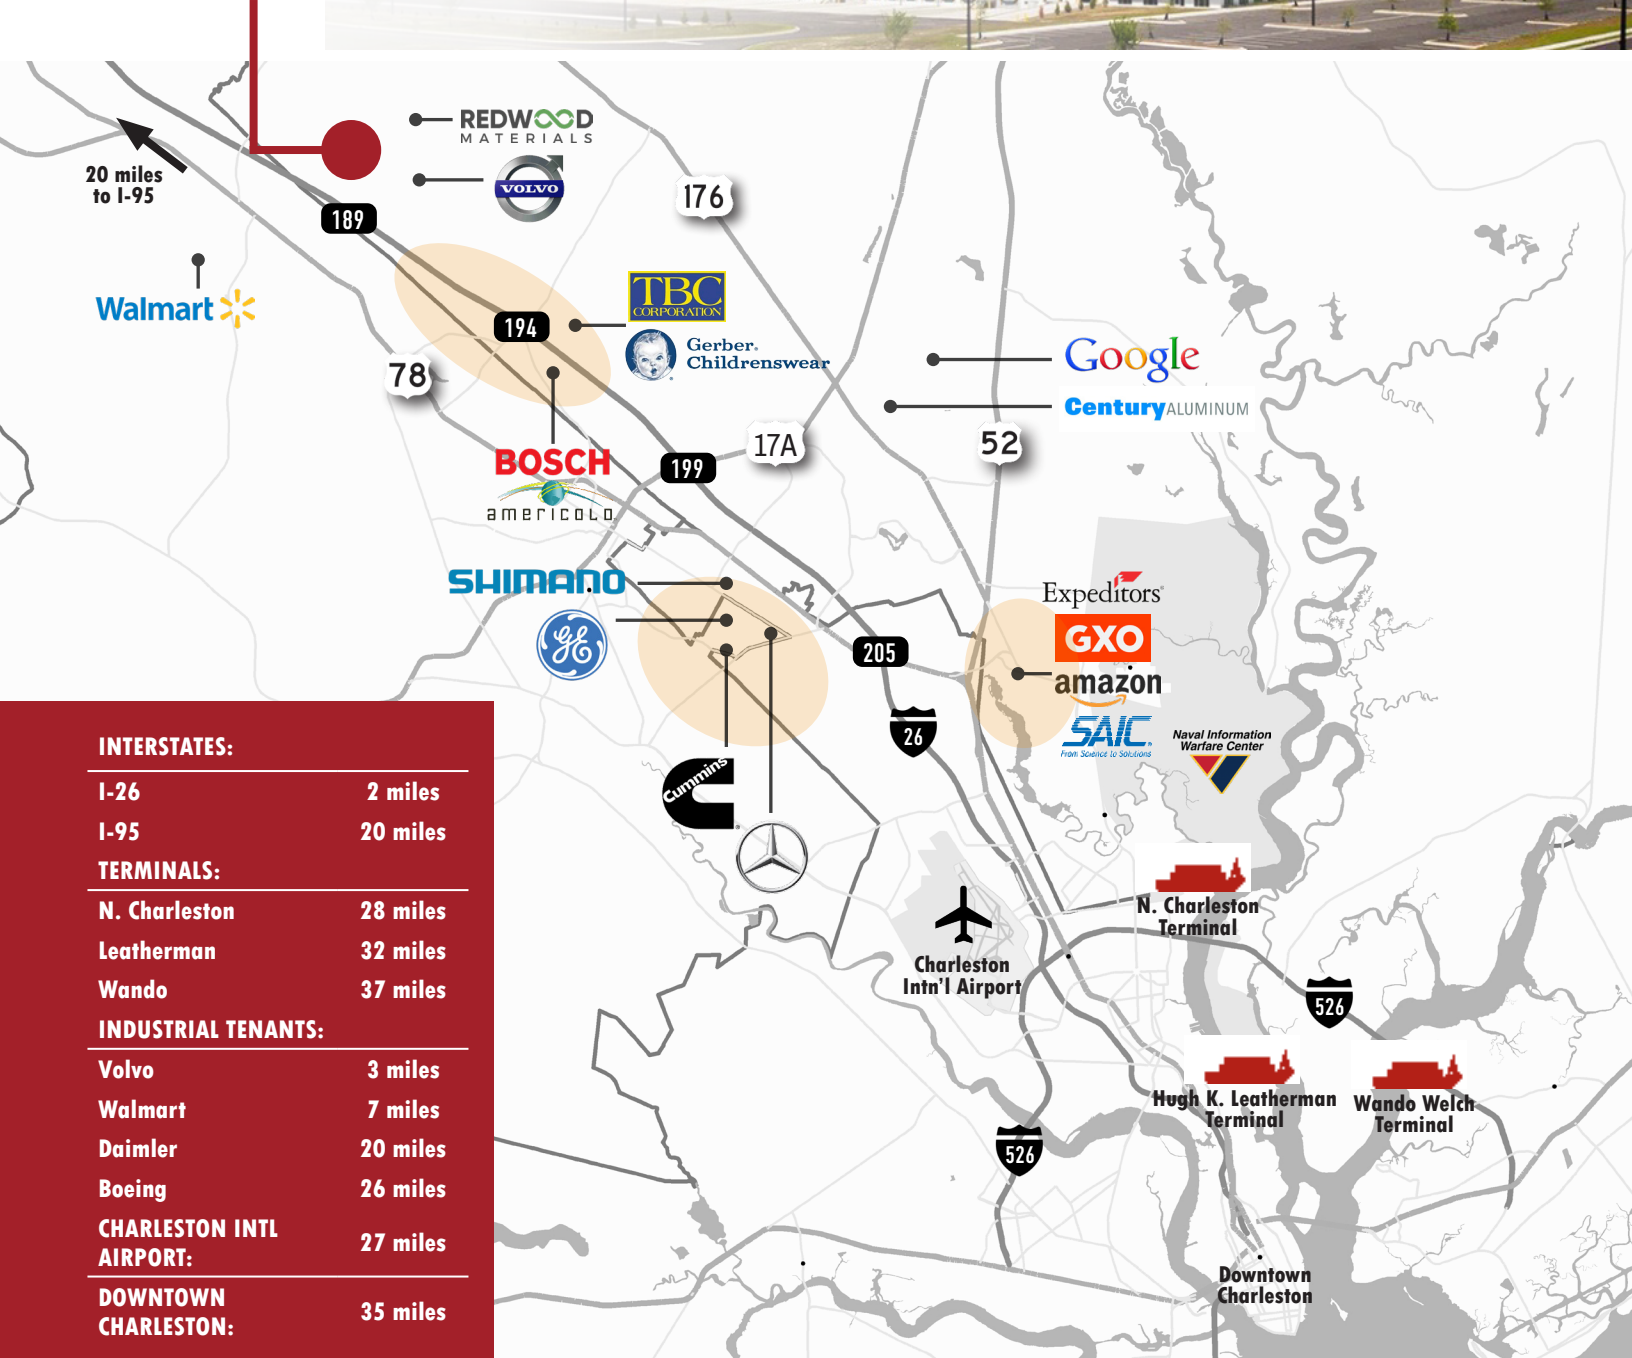 REDWOOD
MATERIALS
VOLVO
20 miles
to I-95
189
176
Walmart
194
TBC
CORPORATION
Gerber.
Childrenswear
78
Google
Century ALUMINUM
17A
52
BOSCH
199
americold
SHIMANO
GE
Expeditors
GXO
205
amazon
26
SAIC
From Science to Solutions
Naval Information
Warfare Center
Cummins
N. Charleston
Terminal
Charleston
Intn'l Airport
526
Hugh K. Leatherman
Terminal
Wando Welch
Terminal
526
Downtown
Charleston
INTERSTATES:
I-26 2 miles
I-95 20 miles
TERMINALS:
N. Charleston 28 miles
Leatherman 32 miles
Wando 37 miles
INDUSTRIAL TENANTS:
Volvo 3 miles
Walmart 7 miles
Daimler 20 miles
Boeing 26 miles
CHARLESTON INTL
AIRPORT: 27 miles
DOWNTOWN
CHARLESTON: 35 miles